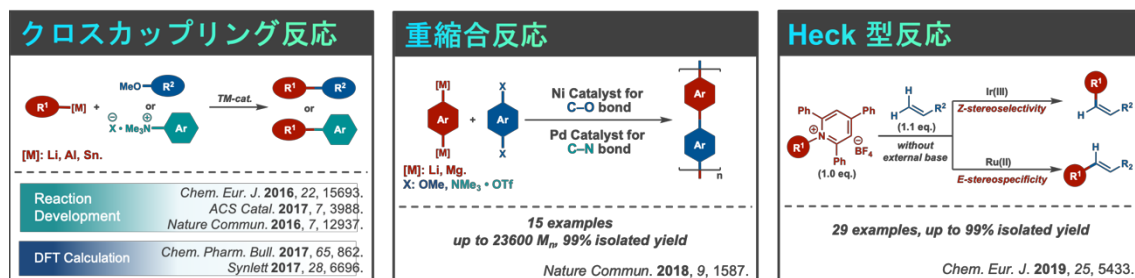 クロスカップリング反応
R¹
[M]
+
MeO
R²
or
X • Me₃N
⊖
⊕
Ar
TM-cat.
R¹
R²
or
R¹
Ar
[M]: Li, Al, Sn.
Reaction
Development
Chem. Eur. J. 2016, 22, 15693.
ACS Catal. 2017, 7, 3988.
Nature Commun. 2016, 7, 12937.
DFT Calculation
Chem. Pharm. Bull. 2017, 65, 862.
Synlett 2017, 28, 6696.
重縮合反応
[M]
Ar
[M]
+
X
Ar
X
Ni Catalyst for
C–O bond
Pd Catalyst for
C–N bond
Ar
Ar
n
[M]: Li, Mg.
X: OMe, NMe₃ • OTf
15 examples
up to 23600 Mₙ, 99% isolated yield
Nature Commun. 2018, 9, 1587.
Heck 型反応
Ph
Ph
N
+
R¹
Ph
⊖
BF₄
(1.0 eq.)
H
R²
(1.1 eq.)
without
external base
Ir(III)
Z-stereoselectivity
R¹
H
R²
Ru(II)
E-stereospecificity
H
R¹
R²
29 examples, up to 99% isolated yield
Chem. Eur. J. 2019, 25, 5433.